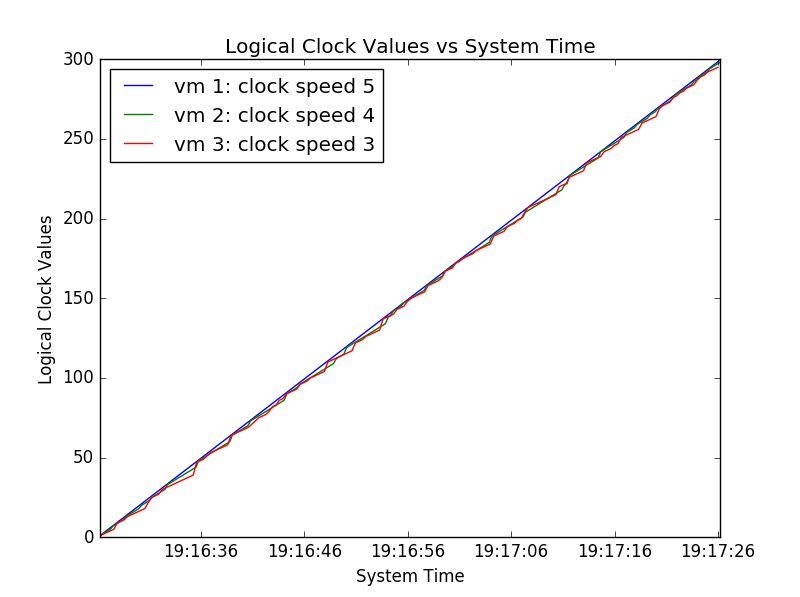 Logical Clock Values vs System Time
300
250
200
150
100
50
0
vm 1: clock speed 5
vm 2: clock speed 4
vm 3: clock speed 3
Logical Clock Values
19:16:36 19:16:46 19:16:56 19:17:06 19:17:16 19:17:26
System Time